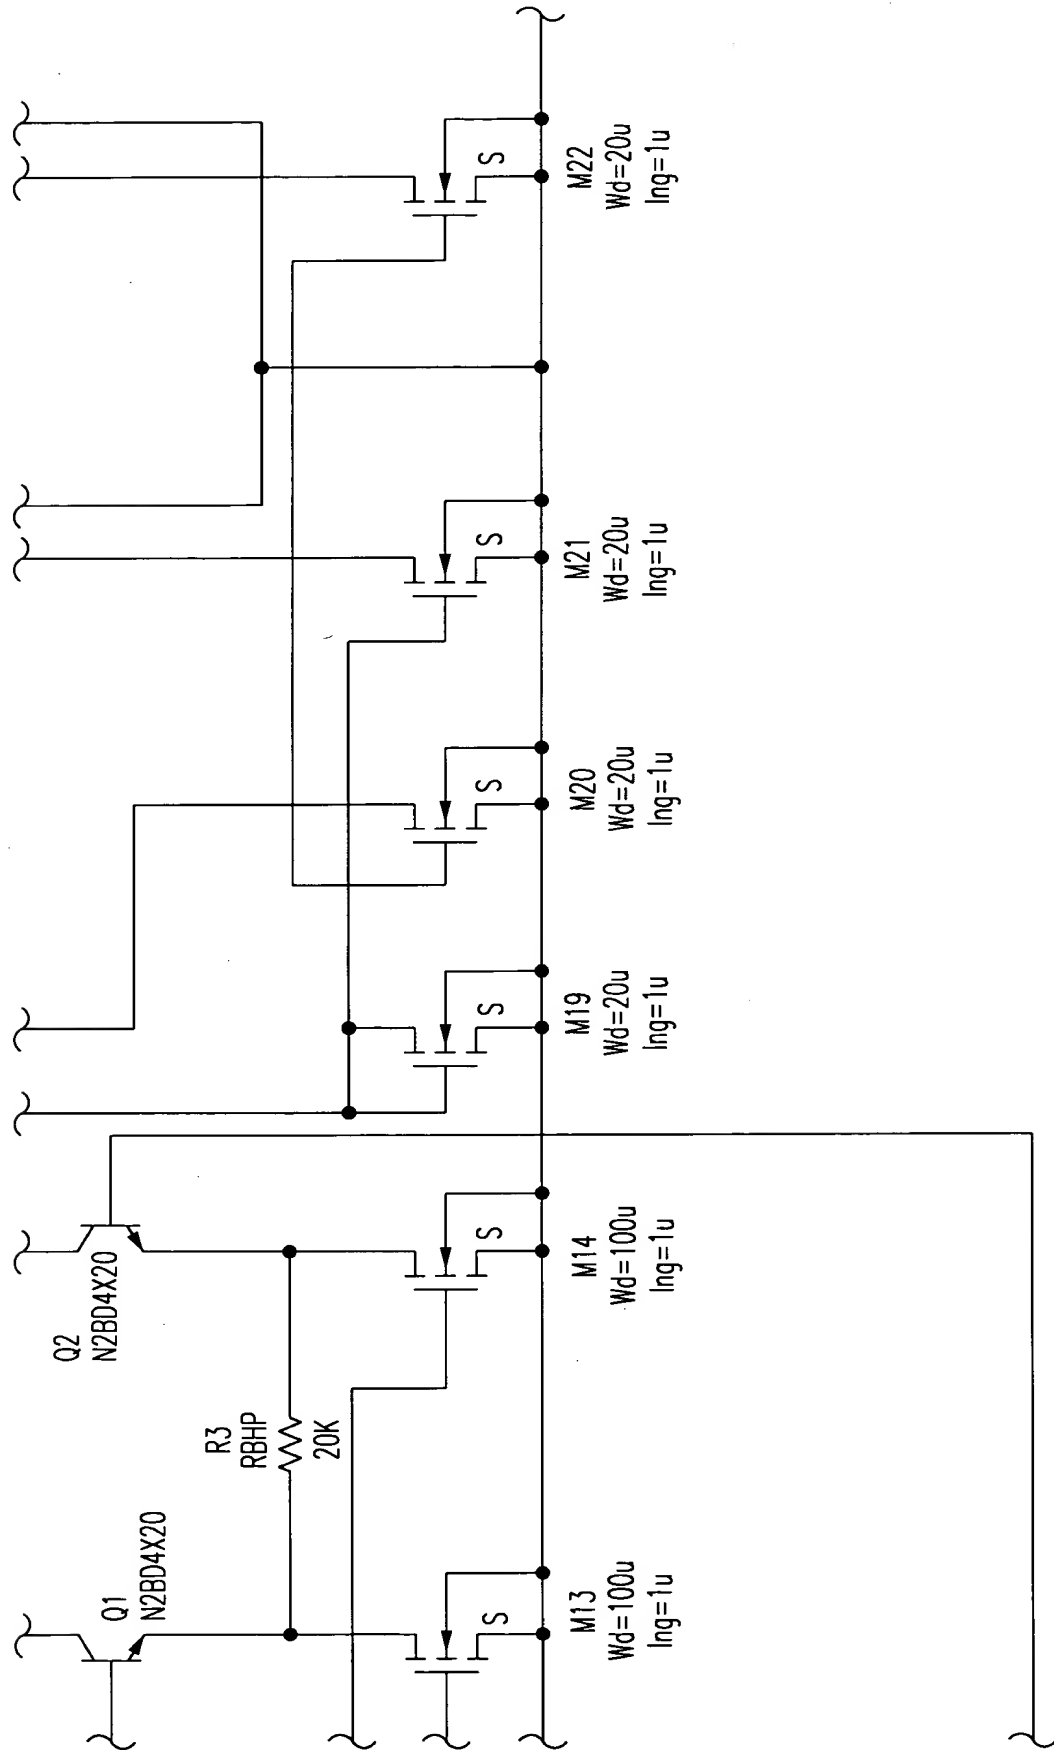 Q1
N2BD4X20
Q2
N2BD4X20
R3
RBHP
20K
S
M13
Wd=100u
lng=1u
S
M14
Wd=100u
lng=1u
S
M19
Wd=20u
lng=1u
S
M20
Wd=20u
lng=1u
S
M21
Wd=20u
lng=1u
S
M22
Wd=20u
lng=1u